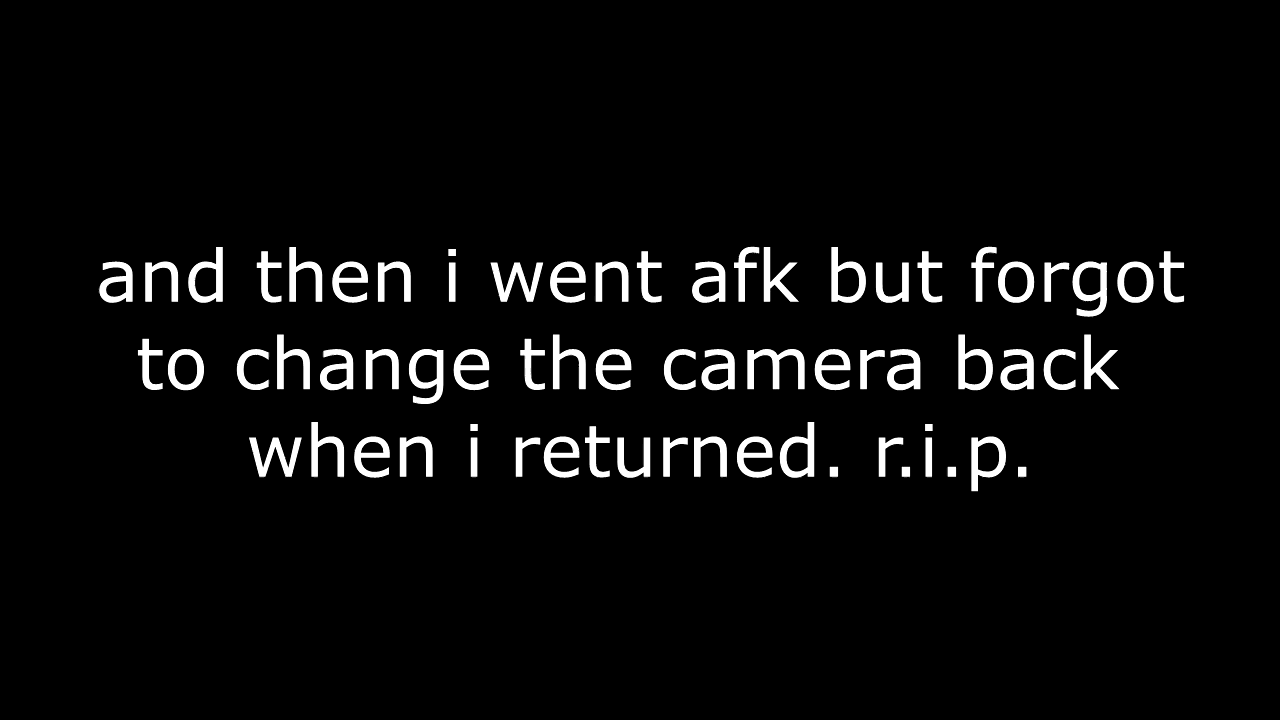 and then i went afk but forgot
to change the camera back
when i returned. r.i.p.